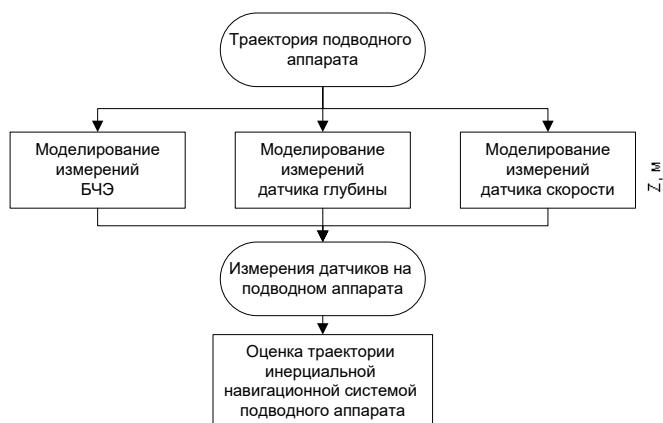 Траектория подводного
аппарата
Моделирование
измерений
БЧЭ
Моделирование
измерений
датчика глубины
Моделирование
измерений
датчика скорости
Z, м
Измерения датчиков на
подводном аппарата
Оценка траектории
инерциальной
навигационной системой
подводного аппарата